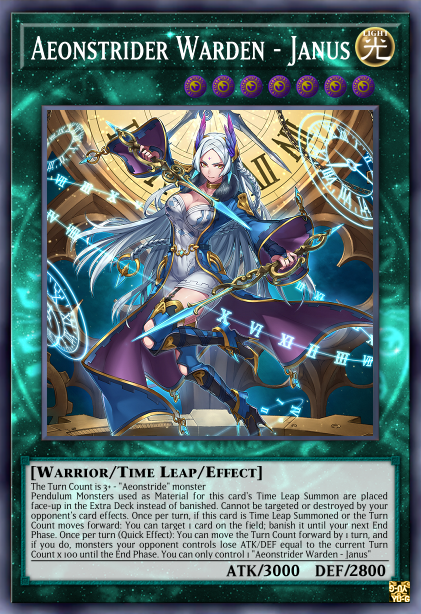 Aeonstrider Warden - Janus
LIGHT
光
III
VII
VIII
V VI VII VIII
[Warrior/Time Leap/Effect]
The Turn Count is 3+ - "Aeonstride" monster
Pendulum Monsters used as Material for this card's Time Leap Summon are placed
face-up in the Extra Deck instead of banished. Cannot be targeted or destroyed by your
opponent's card effects. Once per turn, if this card is Time Leap Summoned or the Turn
Count moves forward: You can target 1 card on the field; banish it until your next End
Phase. Once per turn (Quick Effect): You can move the Turn Count forward by 1 turn, and
if you do, monsters your opponent controls lose ATK/DEF equal to the current Turn
Count x 100 until the End Phase. You can only control 1 "Aeonstrider Warden - Janus"
ATK/3000 DEF/2800